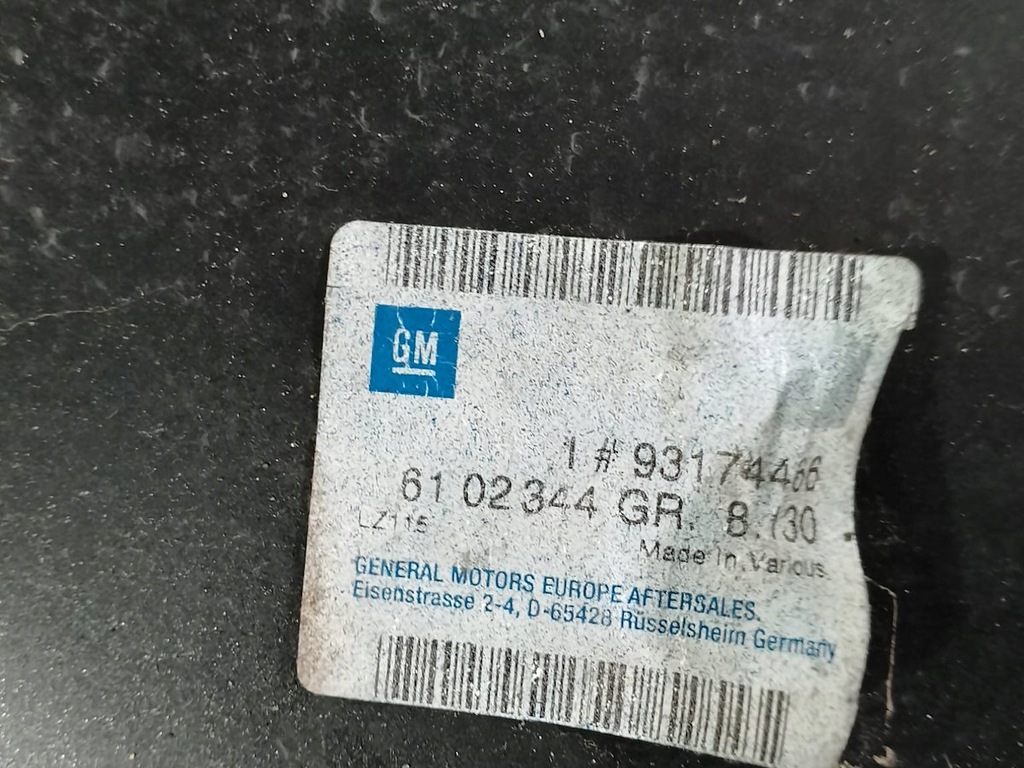 GM
1 # 93174466
61 02 344 GR. 8.730
LZ115
Made in Various
GENERAL MOTORS EUROPE AFTERSALES.
Eisenstrasse 2-4, D-65428 Rüsselsheim Germany